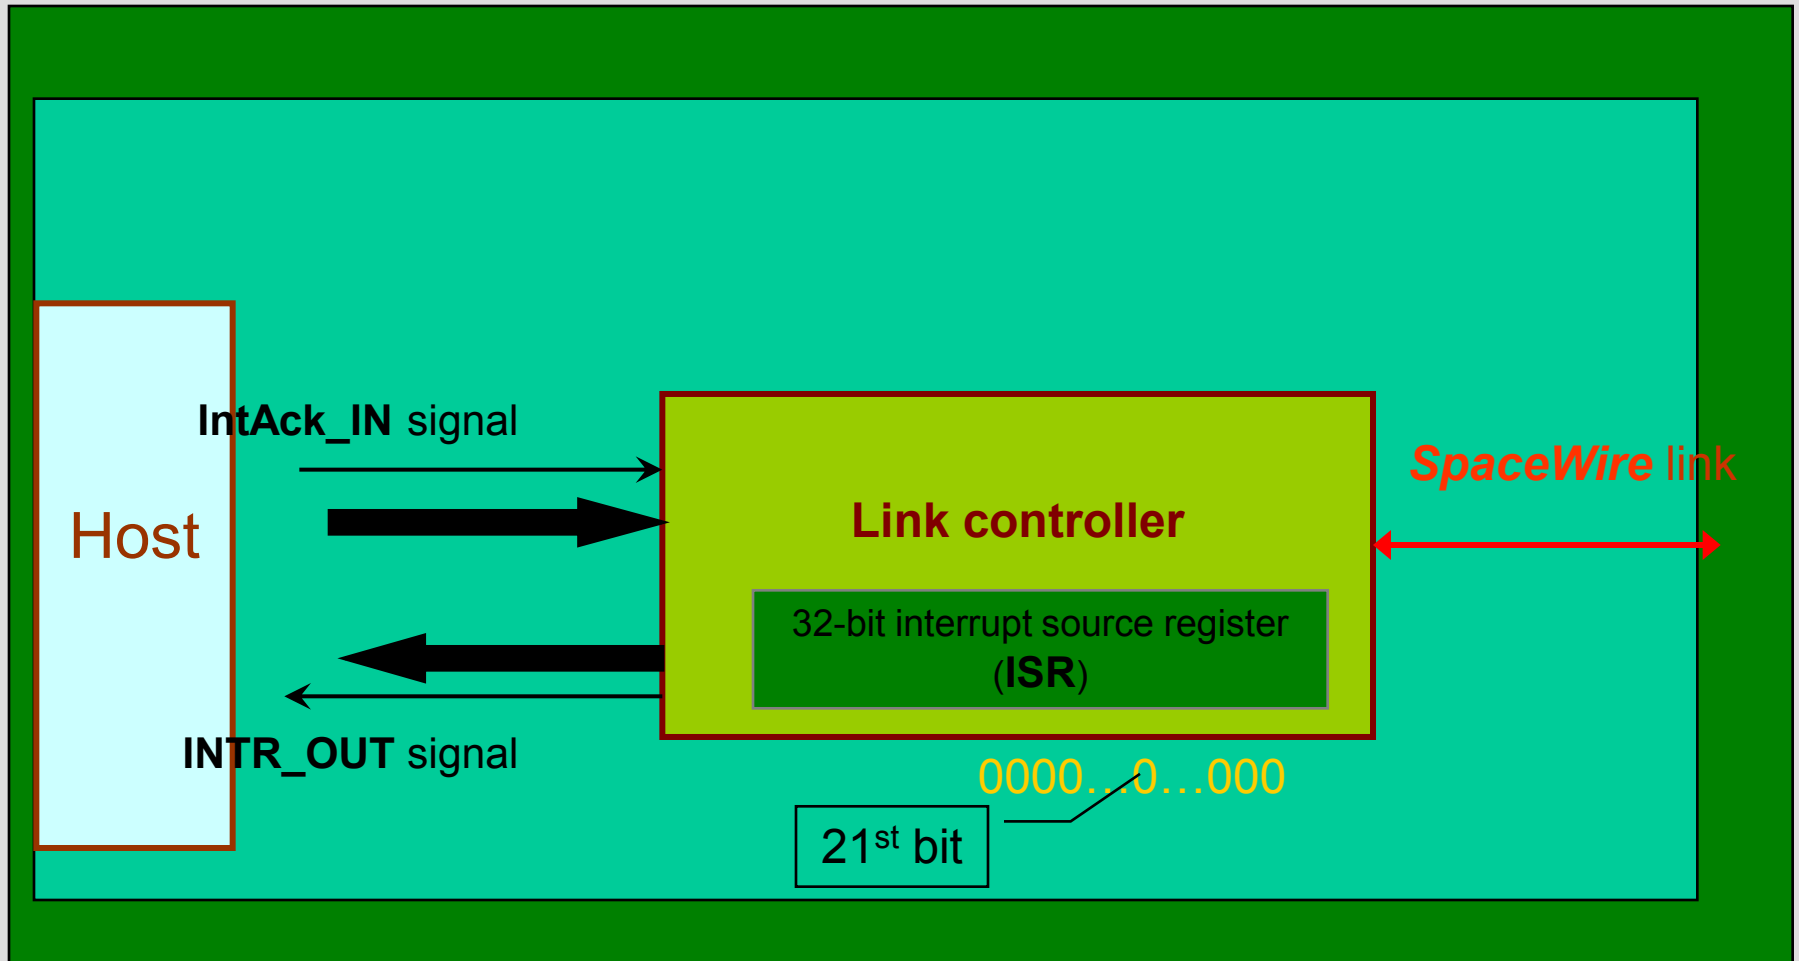 IntAck_IN signal
SpaceWire link
Host
Link controller
32-bit interrupt source register
(ISR)
INTR_OUT signal
0000…0…000
21st bit